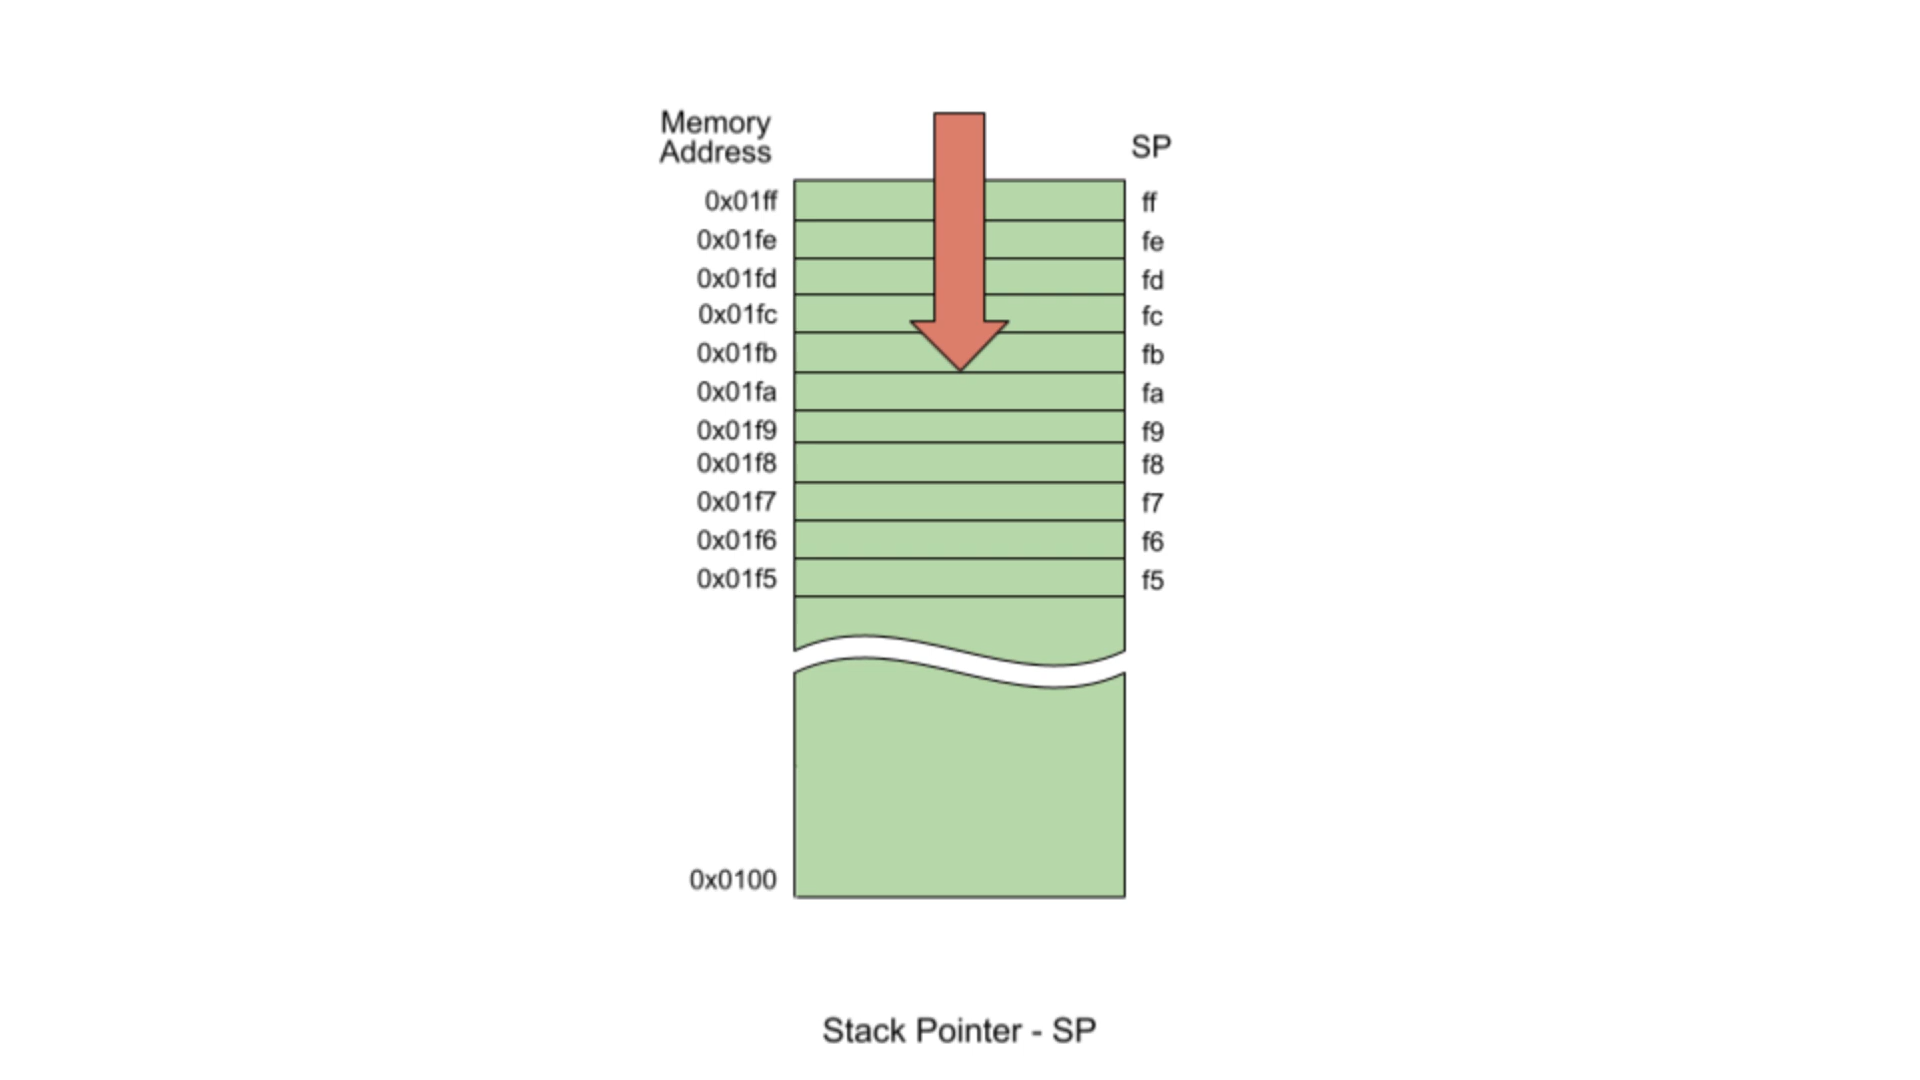 Memory
Address
SP
0x01ff
ff
0x01fe
fe
0x01fd
fd
0x01fc
fc
0x01fb
fb
0x01fa
fa
0x01f9
f9
0x01f8
f8
0x01f7
f7
0x01f6
f6
0x01f5
f5
0x0100
Stack Pointer - SP